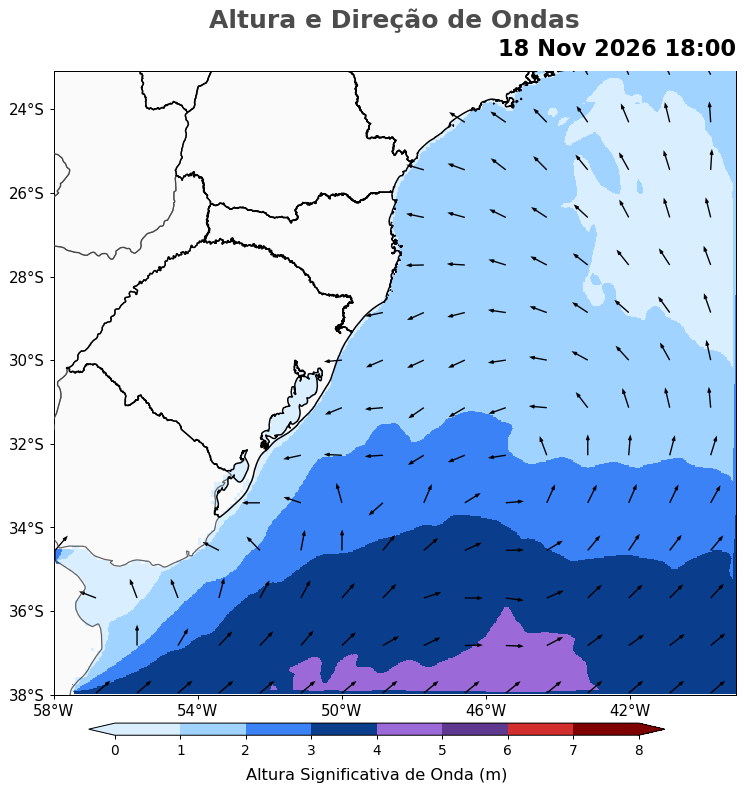 Altura e Direção de Ondas
18 Nov 2026 18:00
24°S
26°S
28°S
30°S
32°S
34°S
36°S
38°S
58°W 54°W 50°W 46°W 42°W
0 1 2 3 4 5 6 7 8
Altura Significativa de Onda (m)